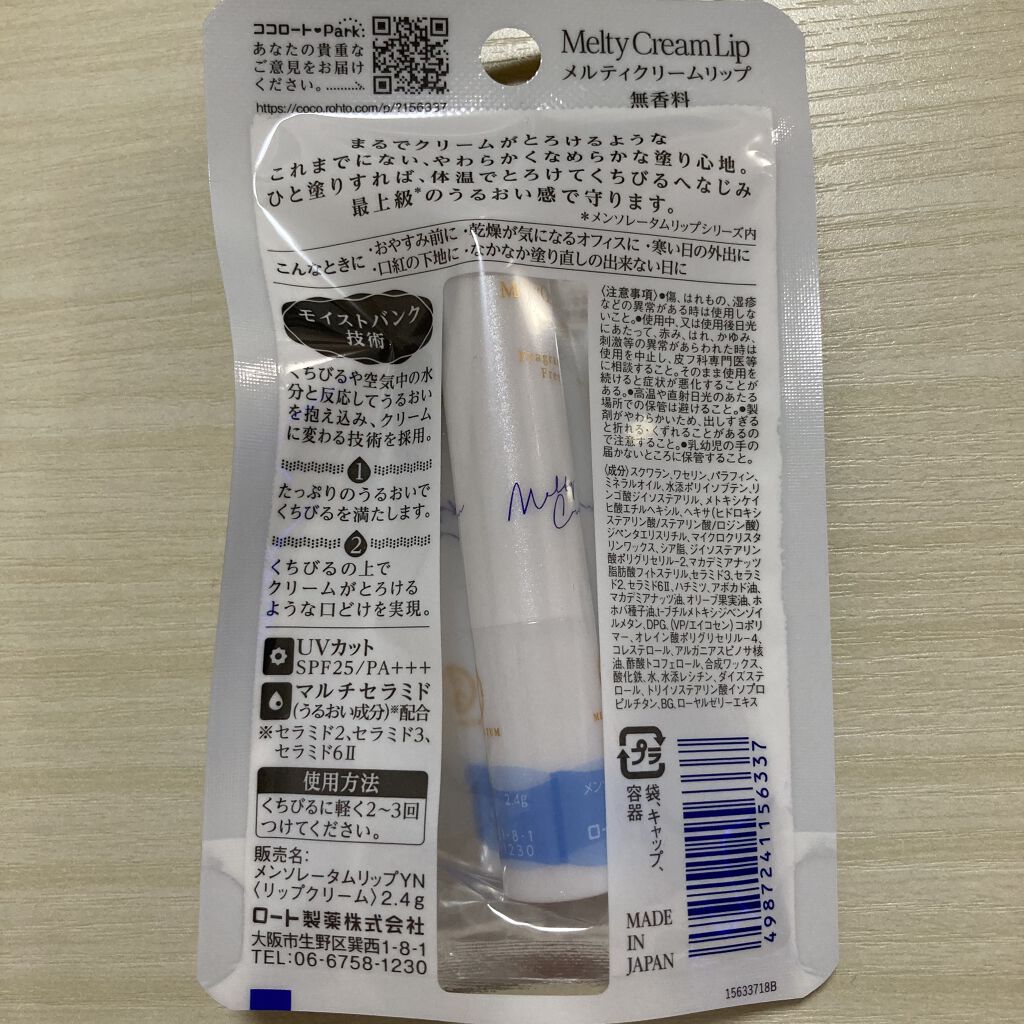 ココロート♥Park:
あなたの貴重な
ご意見をお届け
ください。
https://coco.rohto.com/p/?156337
Melty Cream Lip
メルティクリームリップ
無香料
まるでクリームがとろけるような
これまでにない、やわらかくなめらかな塗り心地。
ひと塗りすれば、体温でとろけてくちびるへなじみ
最上級*のうるおい感で守ります。
*メンソレータムリップシリーズ内
こんなときに
・おやすみ前に ・乾燥が気になるオフィスに ・寒い日の外出に
・口紅の下地に ・なかなか塗り直しの出来ない日に
モイストバンク
技術
くちびるや空気中の水
分と反応してうるおい
を抱え込み、クリーム
に変わる技術を採用。
1
たっぷりのうるおいで
くちびるを満たします。
2
くちびるの上で
クリームがとろける
ような口どけを実現。
UVカット
SPF25/PA+++
マルチセラミド
(うるおい成分)※配合
※セラミド2、セラミド3、
セラミド6Ⅱ
使用方法
くちびるに軽く2~3回
つけてください。
販売名:
メンソレータムリップYN
〈リップクリーム〉2.4g
ロート製薬株式会社
大阪市生野区巽西1-8-1
TEL:06-6758-1230
Free
2.4g
1-8-1
1230
〈注意事項〉●傷、はれもの、湿疹
などの異常がある時は使用しな
いこと。●使用中、又は使用後日光
にあたって、赤み、はれ、かゆみ、
刺激等の異常があらわれた時は
使用を中止し、皮フ科専門医等
に相談すること。そのまま使用を
続けると症状が悪化することが
ある。●高温や直射日光のあたる
場所での保管は避けること。●製
剤がやわらかいため、出しすぎる
と折れる・くずれることがあるの
で注意すること。●乳幼児の手の
届かないところに保管すること。
〈成分〉スクワラン、ワセリン、パラフィン、
ミネラルオイル、水添ポリイソブテン、リ
ンゴ酸ジイソステアリル、メトキシケイ
ヒ酸エチルヘキシル、ヘキサ(ヒドロキシ
ステアリン酸/ステアリン酸/ロジン酸)
ジペンタエリスリチル、マイクロクリスタ
リンワックス、シア脂、ジイソステアリン
酸ポリグリセリル-2、マカデミアナッツ
脂肪酸フィトステリル、セラミド3、セラミ
ド2、セラミド6Ⅱ、ハチミツ、アボカド油、
マカデミアナッツ油、オリーブ果実油、ホ
ホバ種子油、t-ブチルメトキシジベンゾイ
ルメタン、DPG、(VP/エイコセン)コポリ
マー、オレイン酸ポリグリセリル-4、
コレステロール、アルガニアスピノサ核
油、酢酸トコフェロール、合成ワックス、
酸化鉄、水、水添レシチン、ダイズステ
ロール、トリイソステアリン酸イソプロ
ピルチタン、BG、ローヤルゼリーエキス
プラ
袋、キャップ、
容器
MADE
IN
JAPAN
4987241156337
15633718B